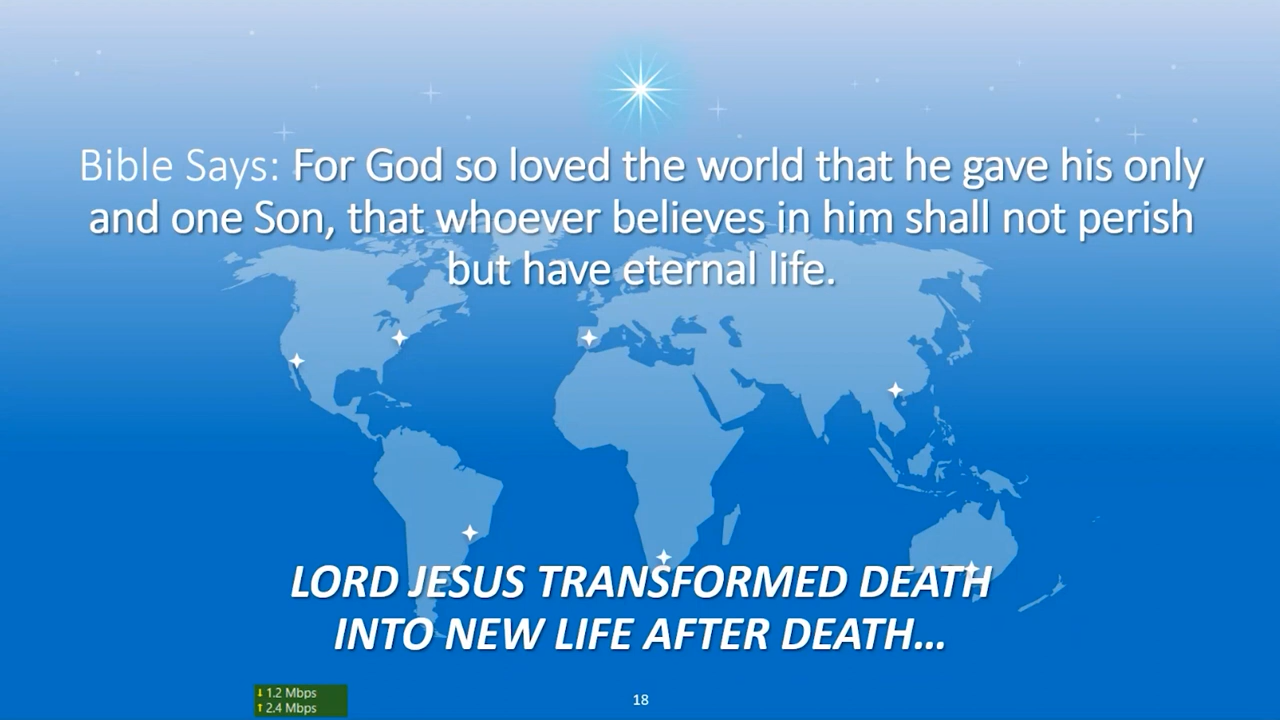 Bible Says: For God so loved the world that he gave his only
and one Son, that whoever believes in him shall not perish
but have eternal life.
LORD JESUS TRANSFORMED DEATH
INTO NEW LIFE AFTER DEATH...
↓ 1.2 Mbps
↑ 2.4 Mbps
18